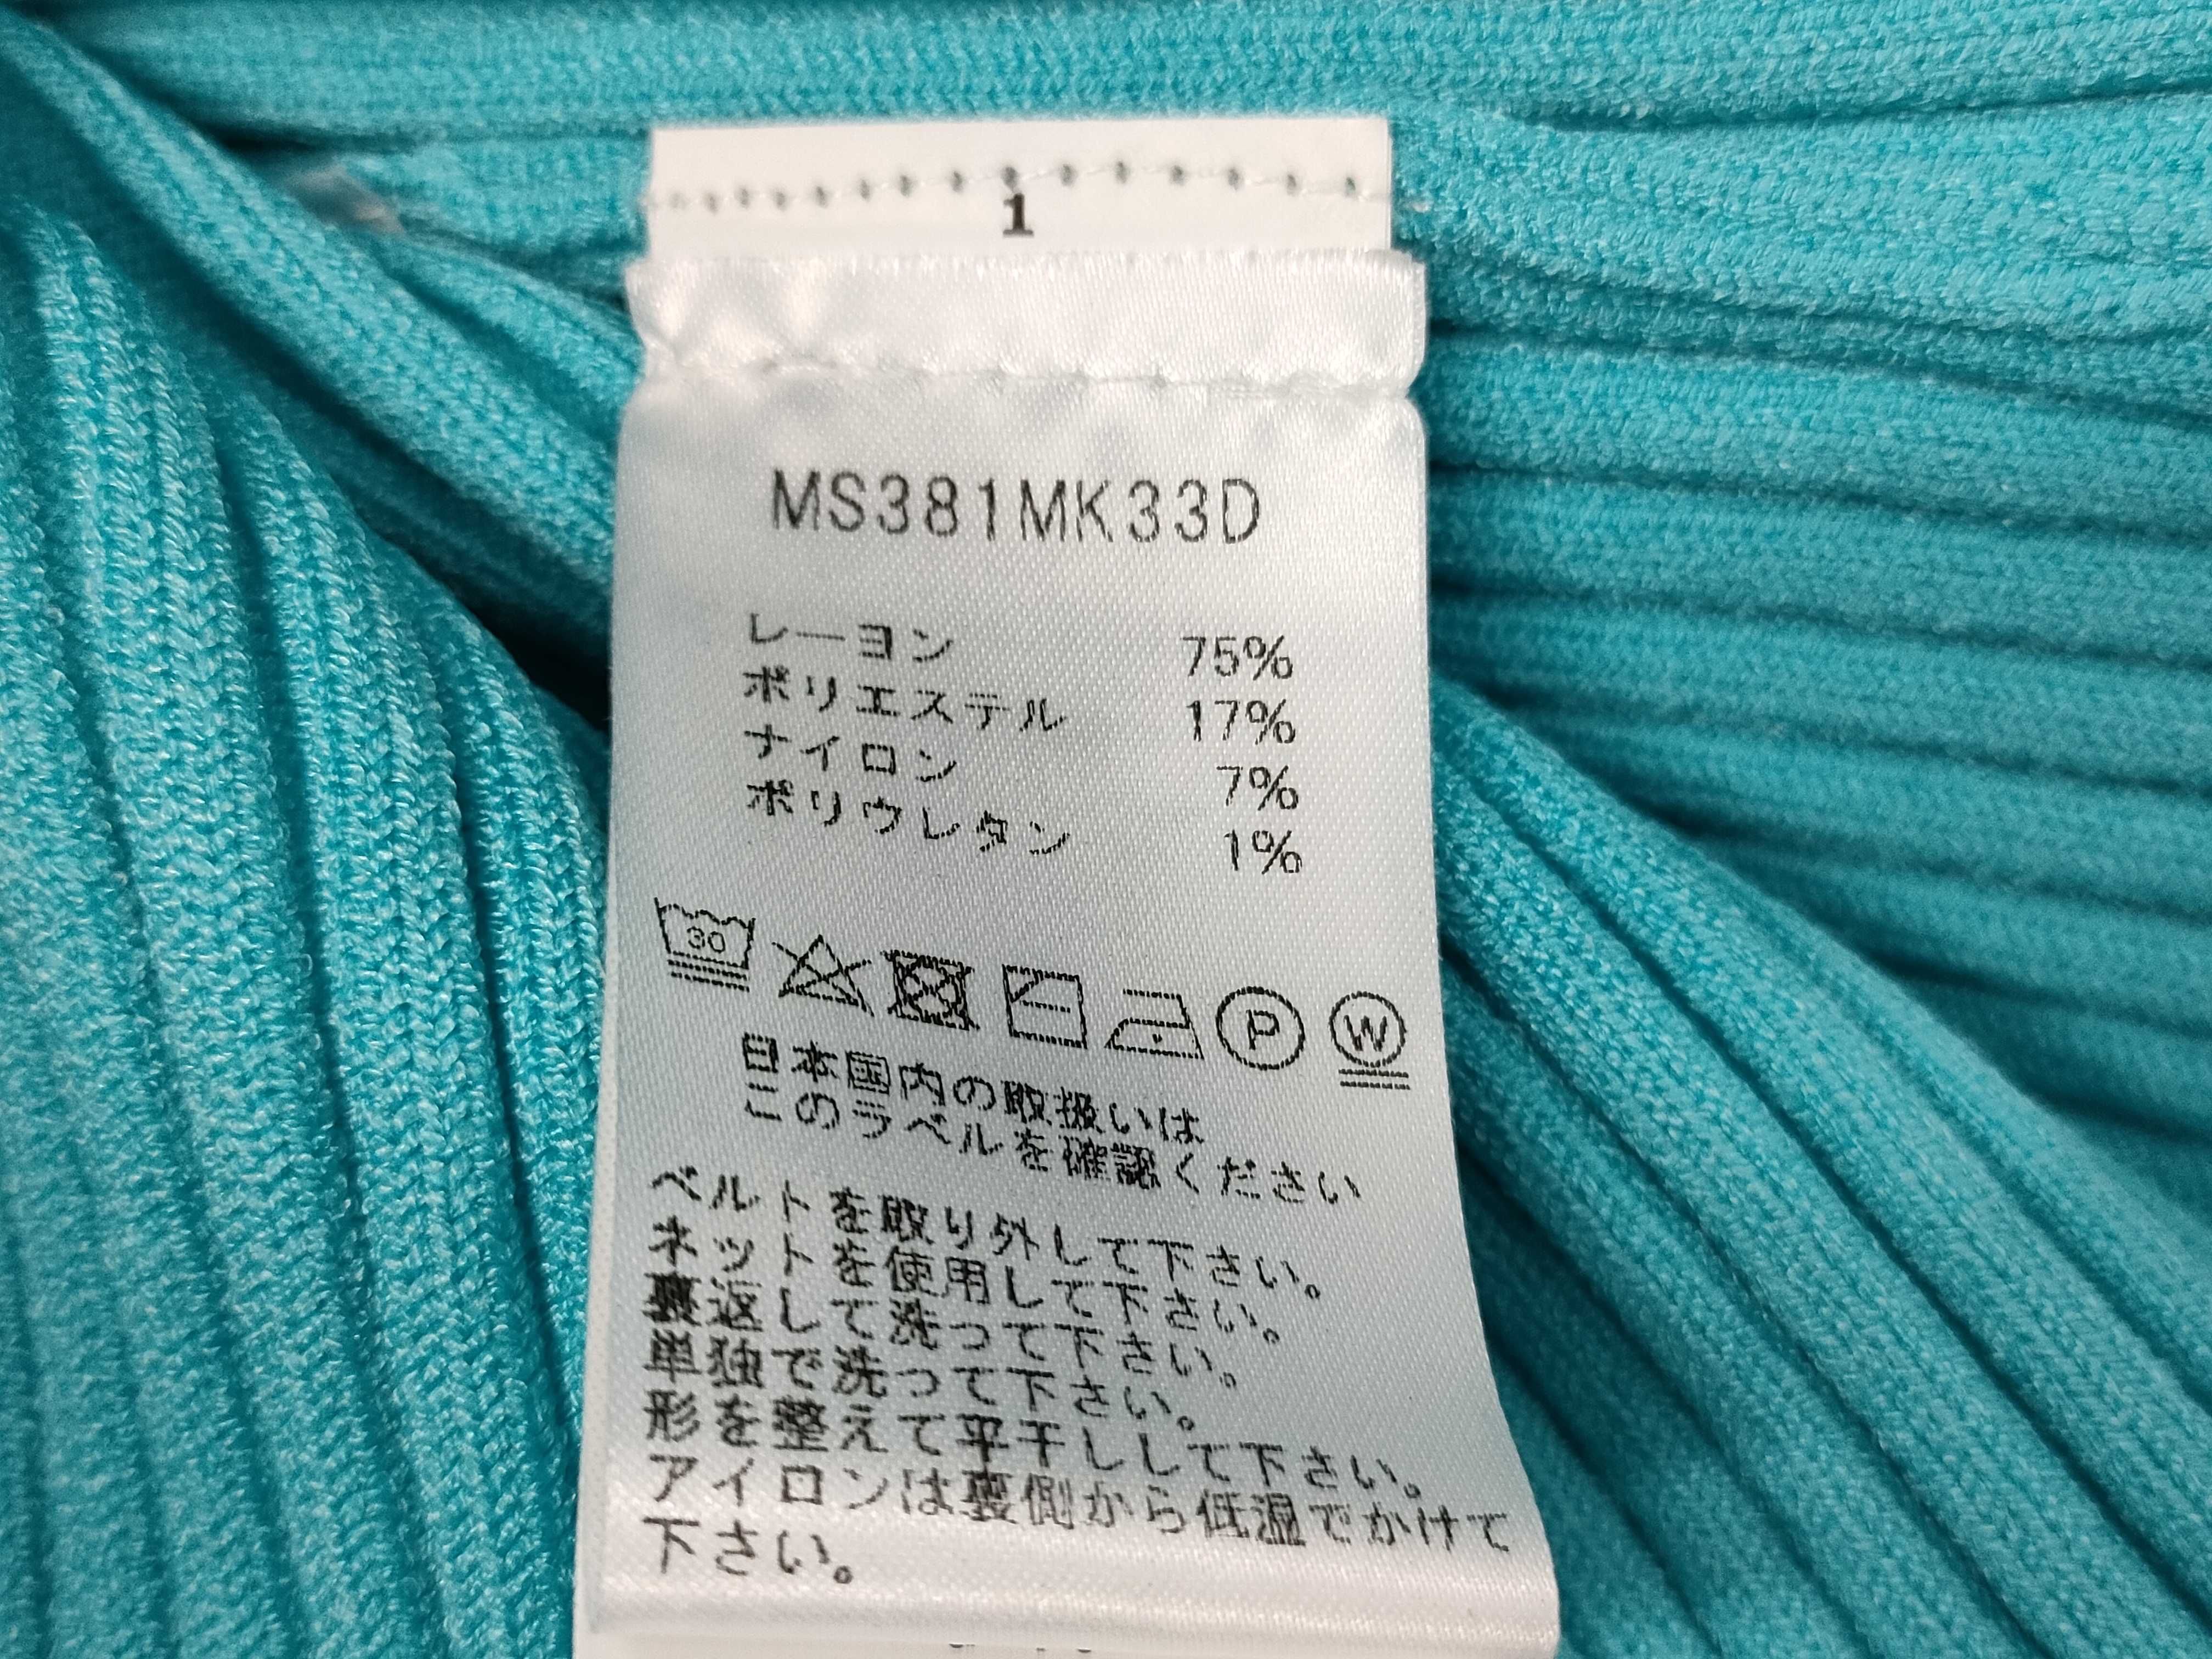 1
MS381MK33D
レーヨン 75%
ポリエステル 17%
ナイロン 7%
ポリウレタン 1%
30 P W
日本国内の取扱いは
このラベルを確認ください
ベルトを取り外して下さい。
ネットを使用して下さい。
裏返して洗って下さい。
単独で洗って下さい。
形を整えて平干しして下さい。
アイロンは裏側から低温でかけて
下さい。